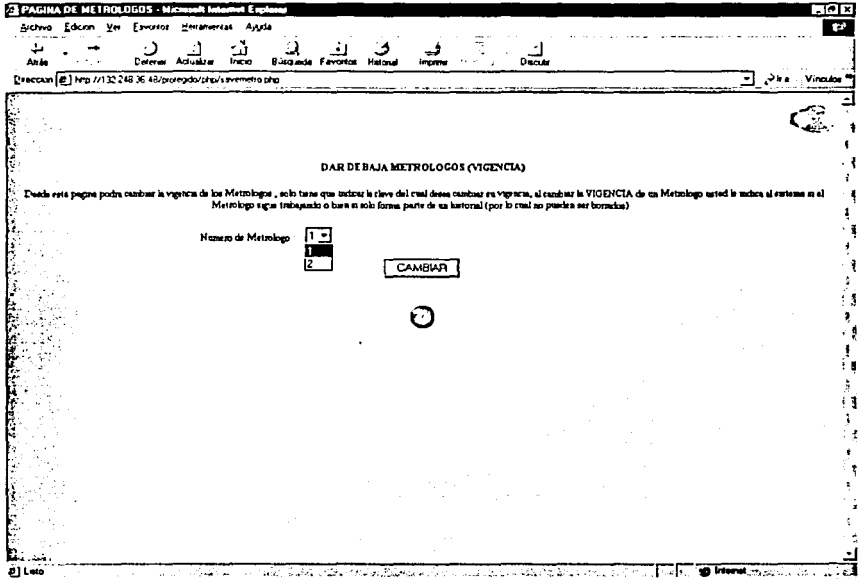 PAGINA DE METROLOGOS - Microsoft Internet Explorer
Archivo Edición Ver Favoritos Herramientas Ayuda
Atrás Detener Actualizar Inicio Búsqueda Favoritos Historial Imprimir Discutir
Dirección http://132.248.36.48/protegido/php/ Ir a Vínculos
DAR DE BAJA METROLOGOS (VIGENCIA)
Desde esta pagina podra cambiar la vigencia de los Metrologos , solo tiene que indicar la clave del cual desea cambiar su vigencia, al cambiar la VIGENCIA de un Metrologo usted le indica al sistema si el
Metrologo sigue trabajando o bien si solo forma parte de un historial (por lo cual no pueden ser borrados)
Numero de Metrologo 1
1
2
CAMBIAR
Listo Internet